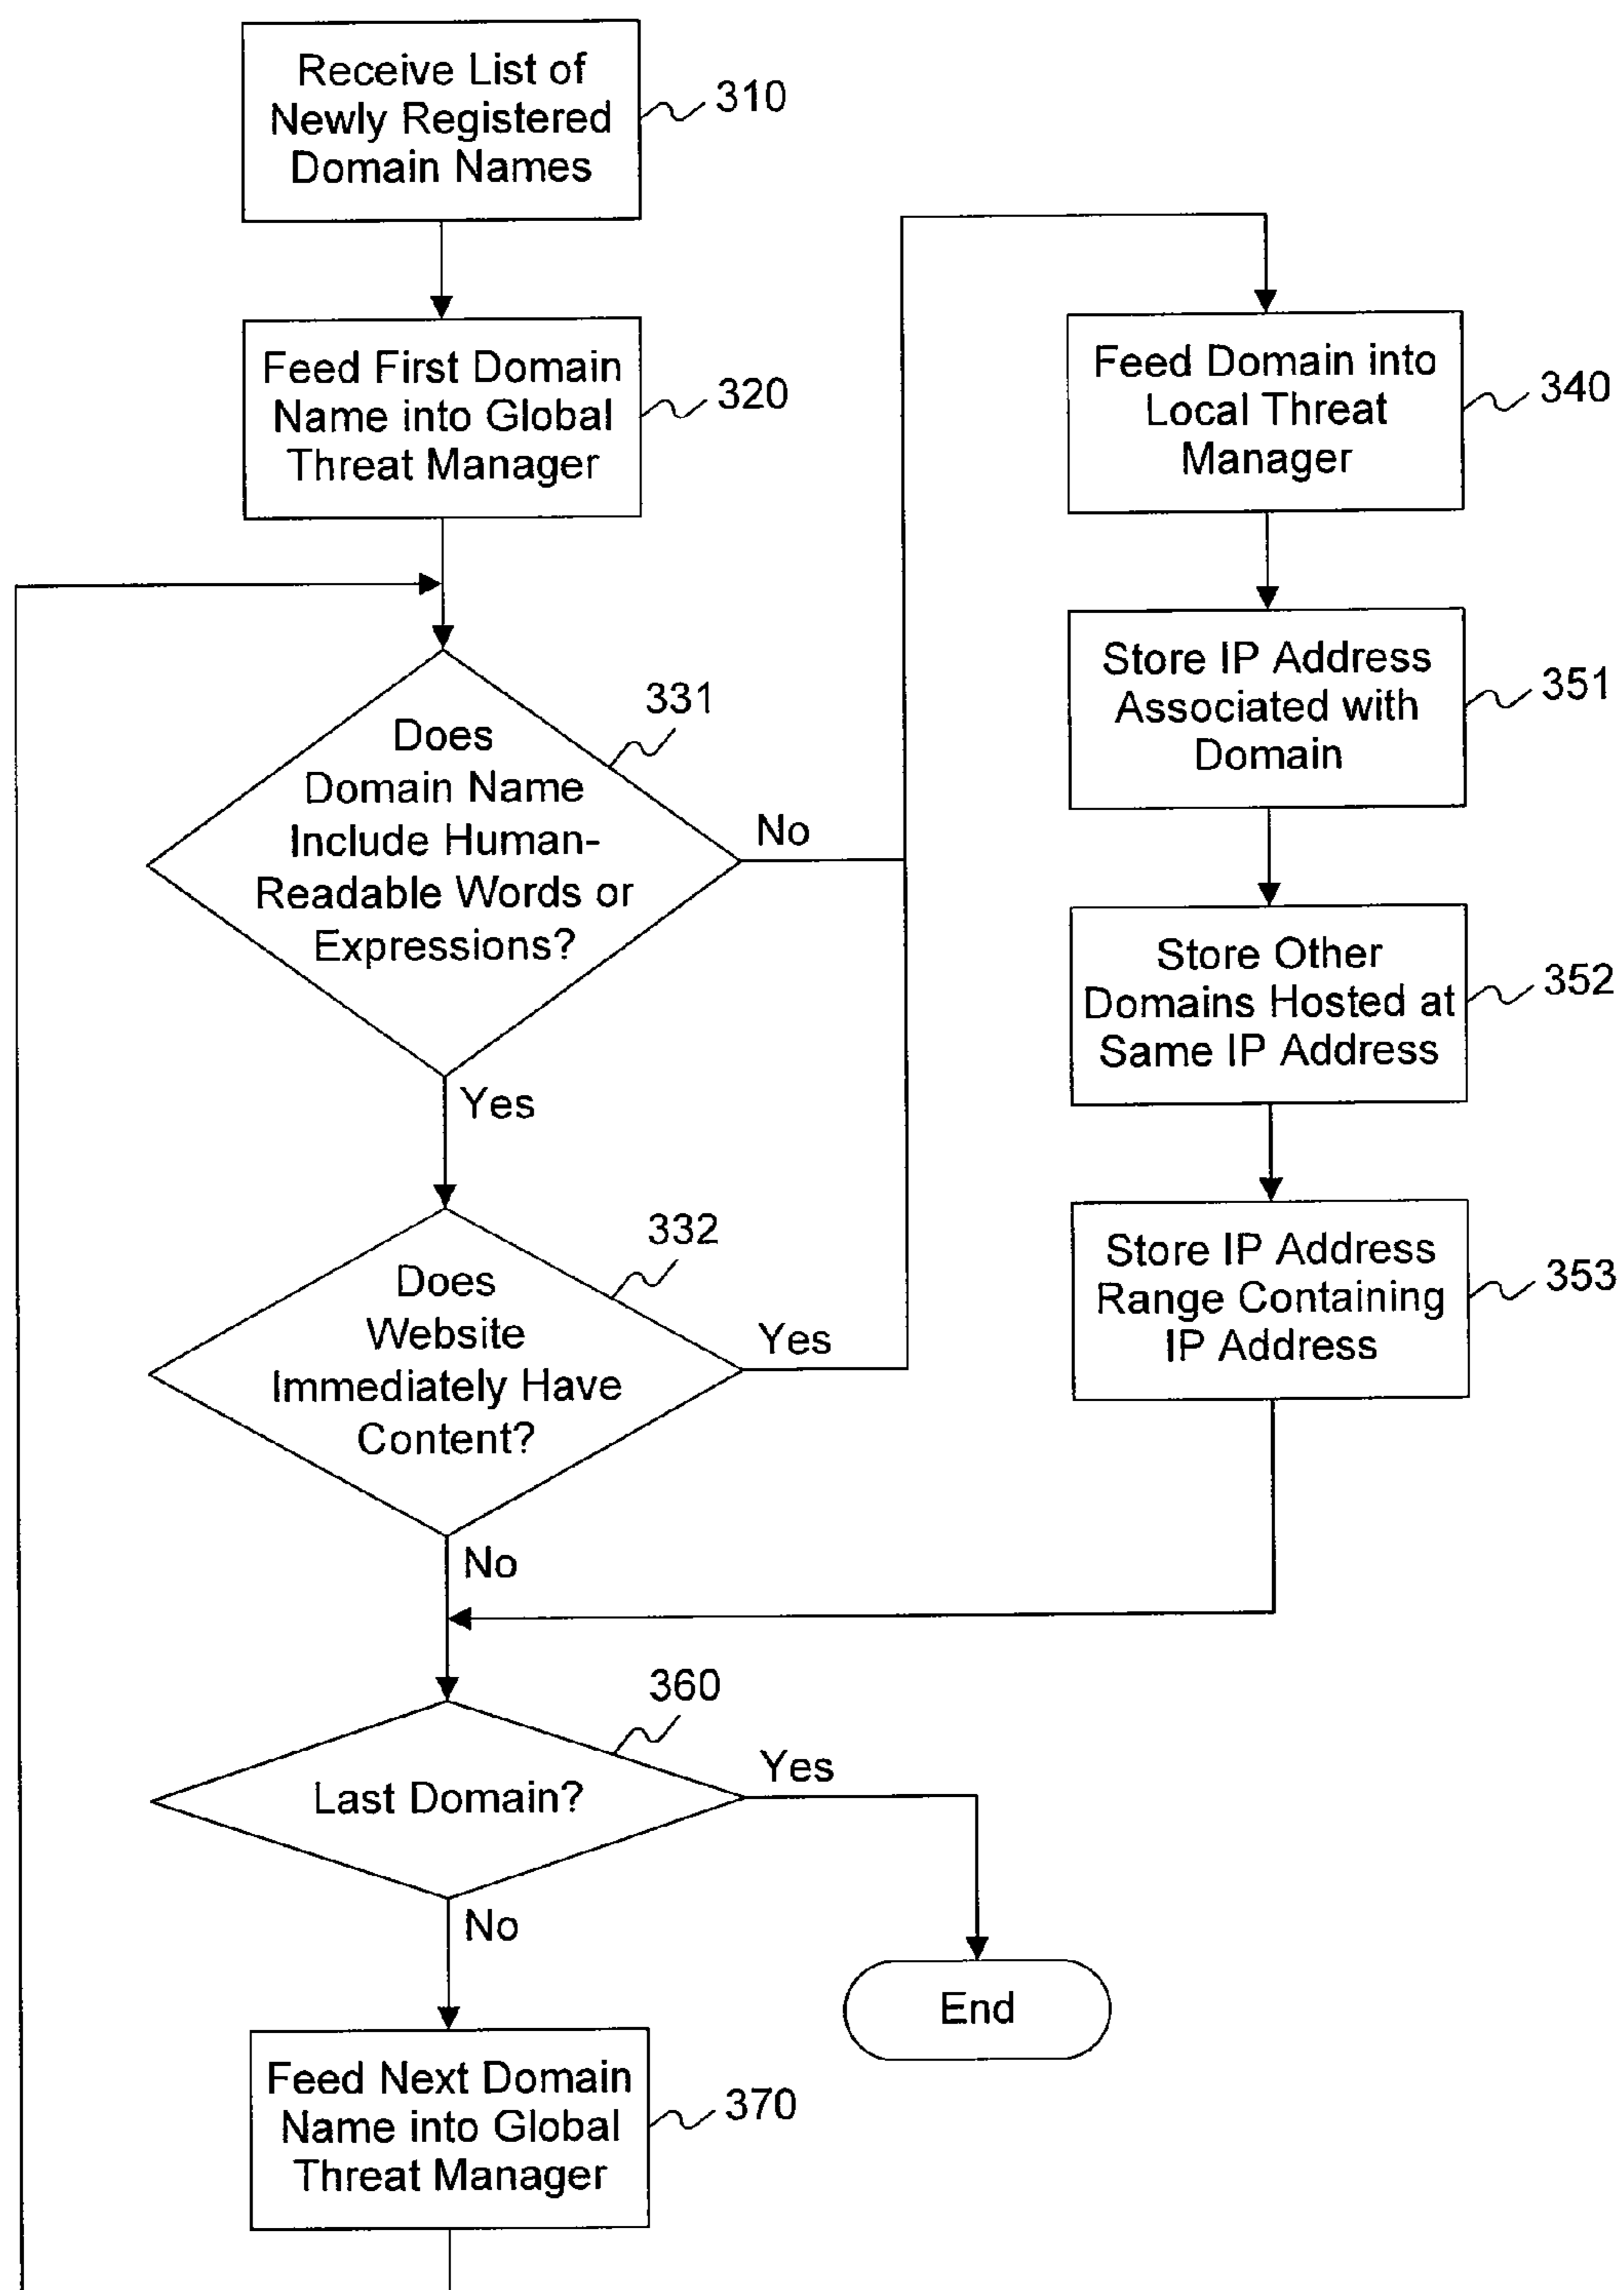 Receive List of
Newly Registered
Domain Names
310
Feed First Domain
Name into Global
Threat Manager
320
Does
Domain Name
Include Human-
Readable Words or
Expressions?
331
No
Yes
Does
Website
Immediately Have
Content?
332
Yes
No
Feed Domain into
Local Threat
Manager
340
Store IP Address
Associated with
Domain
351
Store Other
Domains Hosted at
Same IP Address
352
Store IP Address
Range Containing
IP Address
353
Last Domain?
360
Yes
No
End
Feed Next Domain
Name into Global
Threat Manager
370